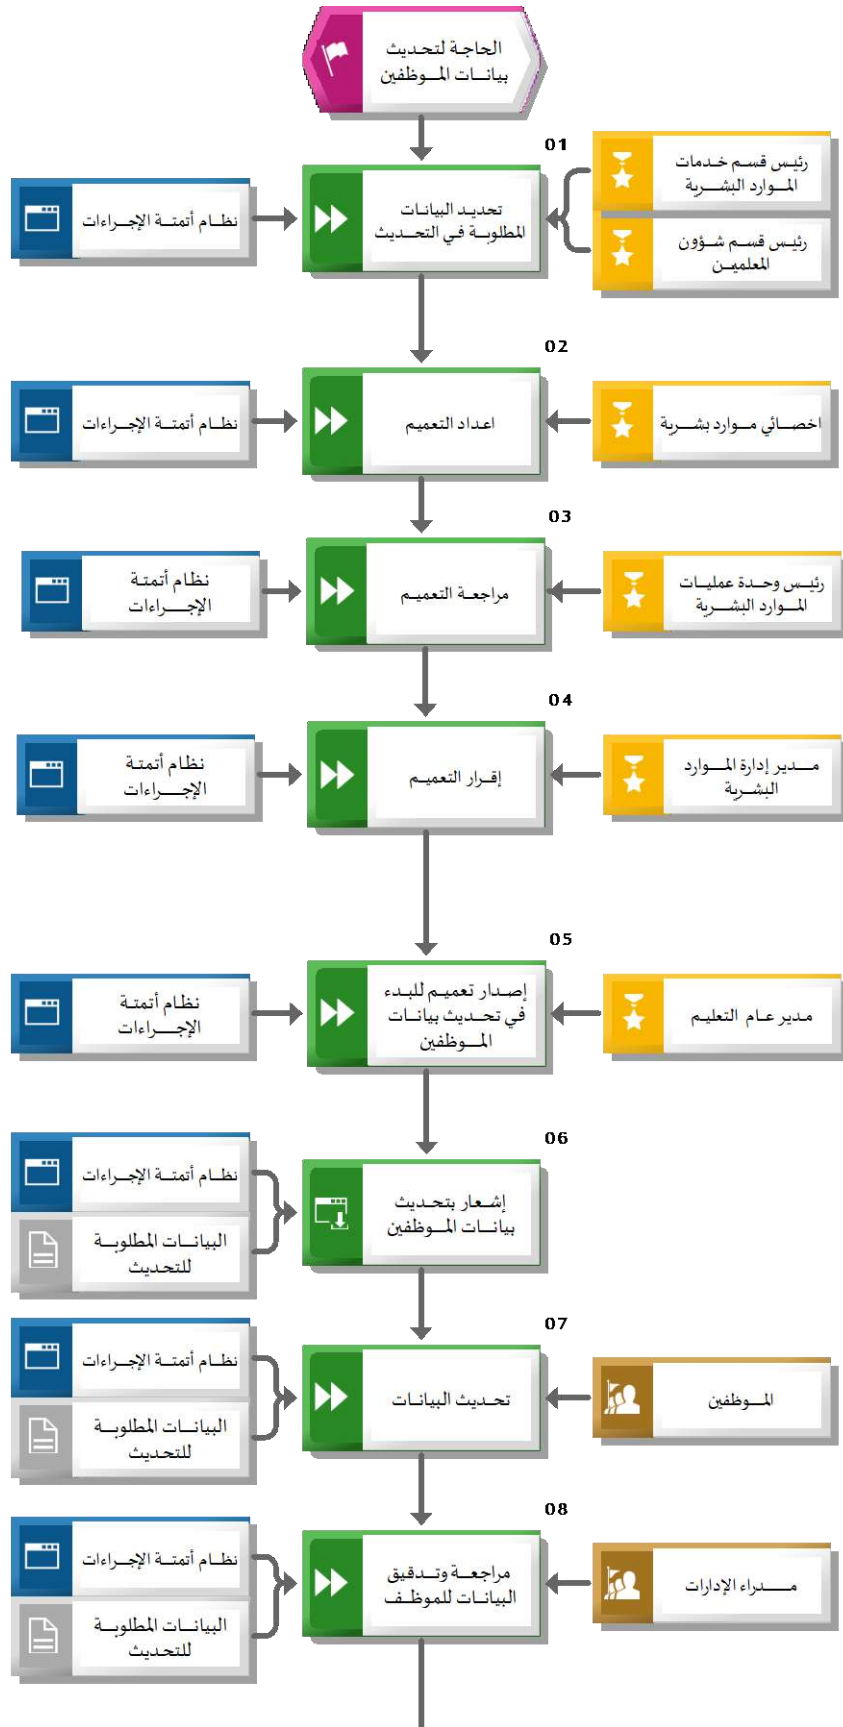 الحاجة لتحديث
بيانات الموظفين
01
رئيس قسم خدمات
الموارد البشرية
رئيس قسم شؤون
المعلمين
تحديد البيانات
المطلوبة في التحديث
نظام أتمتة الإجراءات
02
اخصائي موارد بشرية
اعداد التعميم
نظام أتمتة الإجراءات
03
رئيس وحدة عمليات
الموارد البشرية
مراجعة التعميم
نظام أتمتة
الإجراءات
04
مدير إدارة الموارد
البشرية
إقرار التعميم
نظام أتمتة
الإجراءات
05
مدير عام التعليم
إصدار تعميم للبدء
في تحديث بيانات
الموظفين
نظام أتمتة
الإجراءات
06
إشعار بتحديث
بيانات الموظفين
نظام أتمتة الإجراءات
البيانات المطلوبة
للتحديث
07
الموظفين
تحديث البيانات
نظام أتمتة الإجراءات
البيانات المطلوبة
للتحديث
08
مدراء الإدارات
مراجعة وتدقيق
البيانات للموظف
نظام أتمتة الإجراءات
البيانات المطلوبة
للتحديث